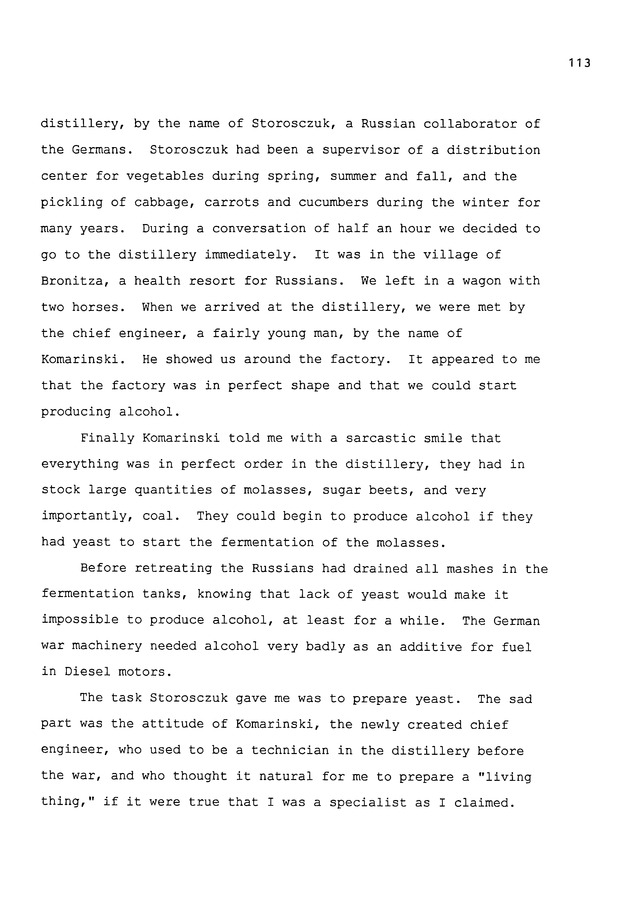 113
distillery, by the name of Storosczuk, a Russian collaborator of
the Germans.  Storosczuk had been a supervisor of a distribution
center for vegetables during spring, summer and fall, and the
pickling of cabbage, carrots and cucumbers during the winter for
many years.  During a conversation of half an hour we decided to
go to the distillery immediately.  It was in the village of
Bronitza, a health resort for Russians.  We left in a wagon with
two horses.  When we arrived at the distillery, we were met by
the chief engineer, a fairly young man, by the name of
Komarinski.  He showed us around the factory.  It appeared to me
that the factory was in perfect shape and that we could start
producing alcohol.
Finally Komarinski told me with a sarcastic smile that
everything was in perfect order in the distillery, they had in
stock large quantities of molasses, sugar beets, and very
importantly, coal.  They could begin to produce alcohol if they
had yeast to start the fermentation of the molasses.
Before retreating the Russians had drained all mashes in the
fermentation tanks, knowing that lack of yeast would make it
impossible to produce alcohol, at least for a while.  The German
war machinery needed alcohol very badly as an additive for fuel
in Diesel motors.
The task Storosczuk gave me was to prepare yeast.  The sad
part was the attitude of Komarinski, the newly created chief
engineer, who used to be a technician in the distillery before
the war, and who thought it natural for me to prepare a "living
thing," if it were true that I was a specialist as I claimed.